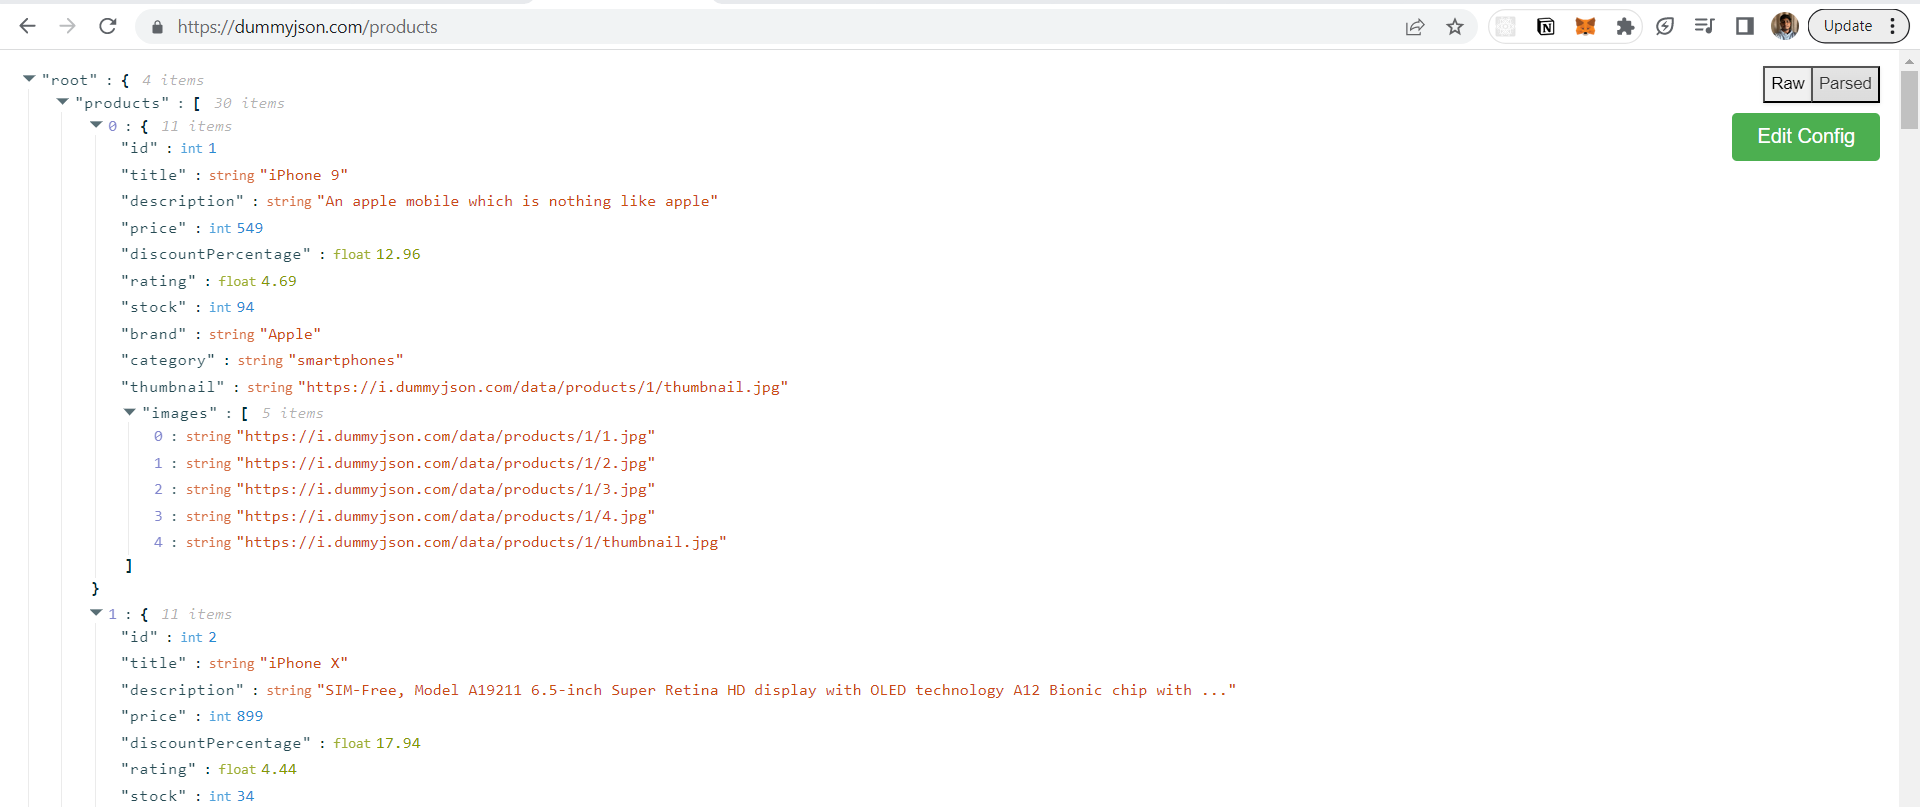 https://dummyjson.com/products
Update
"root" : { 4 items
Raw Parsed
"products" : [ 30 items
0 : { 11 items
Edit Config
"id" : int 1
"title" : string "iPhone 9"
"description" : string "An apple mobile which is nothing like apple"
"price" : int 549
"discountPercentage" : float 12.96
"rating" : float 4.69
"stock" : int 94
"brand" : string "Apple"
"category" : string "smartphones"
"thumbnail" : string "https://i.dummyjson.com/data/products/1/thumbnail.jpg"
"images" : [ 5 items
0 : string "https://i.dummyjson.com/data/products/1/1.jpg"
1 : string "https://i.dummyjson.com/data/products/1/2.jpg"
2 : string "https://i.dummyjson.com/data/products/1/3.jpg"
3 : string "https://i.dummyjson.com/data/products/1/4.jpg"
4 : string "https://i.dummyjson.com/data/products/1/thumbnail.jpg"
]
}
1 : { 11 items
"id" : int 2
"title" : string "iPhone X"
"description" : string "SIM-Free, Model A19211 6.5-inch Super Retina HD display with OLED technology A12 Bionic chip with ..."
"price" : int 899
"discountPercentage" : float 17.94
"rating" : float 4.44
"stock" : int 34